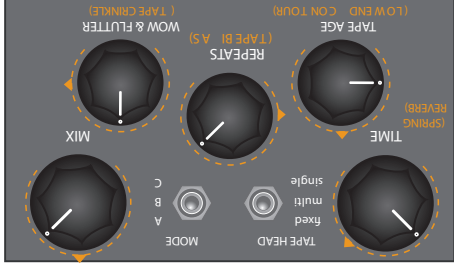 TAPE HEAD
MODE
fixed
multi
single
A
B
C
TIME
(SPRING
REVERB)
MIX
REPEATS
(TAPE BIAS)
TAPE AGE
(LOW END CONTOUR)
WOW & FLUTTER
(TAPE CRINKLE)